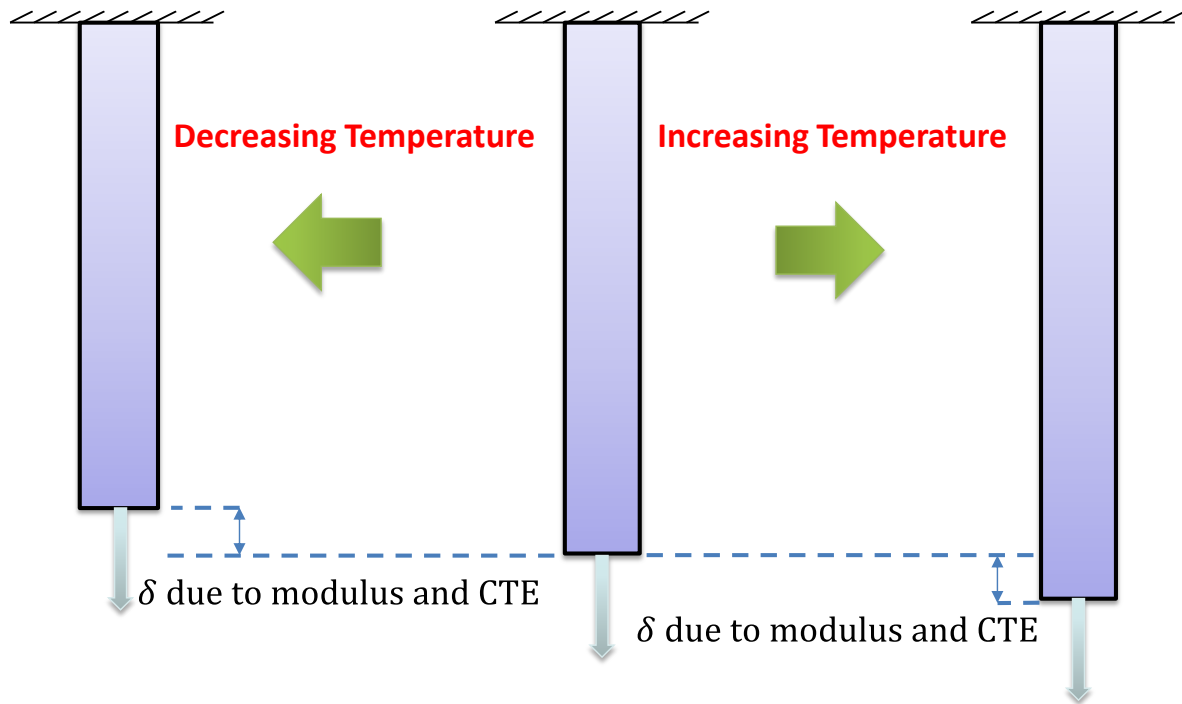 Decreasing Temperature
Increasing Temperature
δ due to modulus and CTE
δ due to modulus and CTE